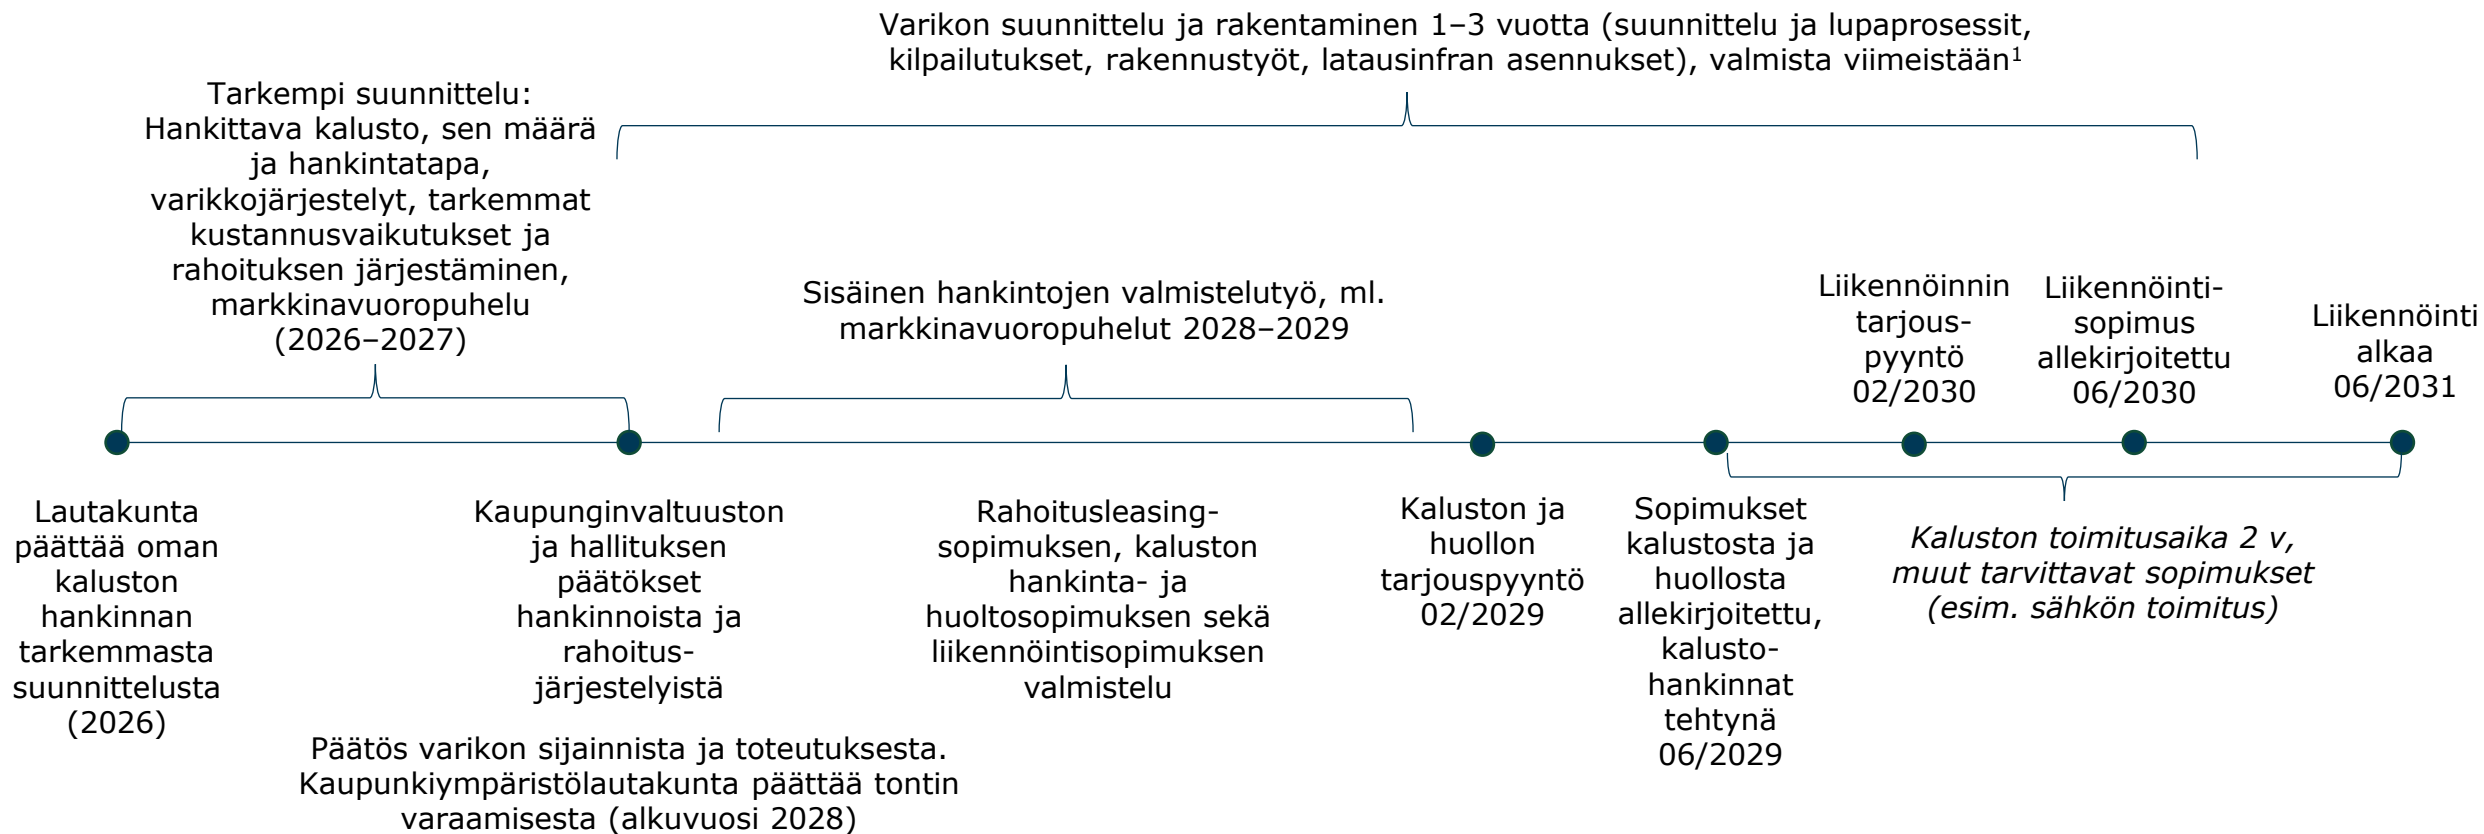 Varikon suunnittelu ja rakentaminen 1–3 vuotta (suunnittelu ja lupaprosessit,
kilpailutukset, rakennustyöt, latausinfran asennukset), valmista viimeistään¹
Tarkempi suunnittelu:
Hankittava kalusto, sen määrä
ja hankintatapa,
varikkojärjestelyt, tarkemmat
kustannusvaikutukset ja
rahoituksen järjestäminen,
markkinavuoropuhelu
(2026–2027)
Sisäinen hankintojen valmistelutyö, ml.
markkinavuoropuhelut 2028–2029
Liikennöinnin
tarjous-
pyyntö
02/2030
Liikennöinti-
sopimus
allekirjoitettu
06/2030
Liikennöinti
alkaa
06/2031
Lautakunta
päättää oman
kaluston
hankinnan
tarkemmasta
suunnittelusta
(2026)
Kaupunginvaltuuston
ja hallituksen
päätökset
hankinnoista ja
rahoitus-
järjestelyistä
Päätös varikon sijainnista ja toteutuksesta.
Kaupunkiympäristölautakunta päättää tontin
varaamisesta (alkuvuosi 2028)
Rahoitusleasing-
sopimuksen, kaluston
hankinta- ja
huoltosopimuksen sekä
liikennöintisopimuksen
valmistelu
Kaluston ja
huollon
tarjouspyyntö
02/2029
Sopimukset
kalustosta ja
huollosta
allekirjoitettu,
kalusto-
hankinnat
tehtynä
06/2029
Kaluston toimitusaika 2 v,
muut tarvittavat sopimukset
(esim. sähkön toimitus)